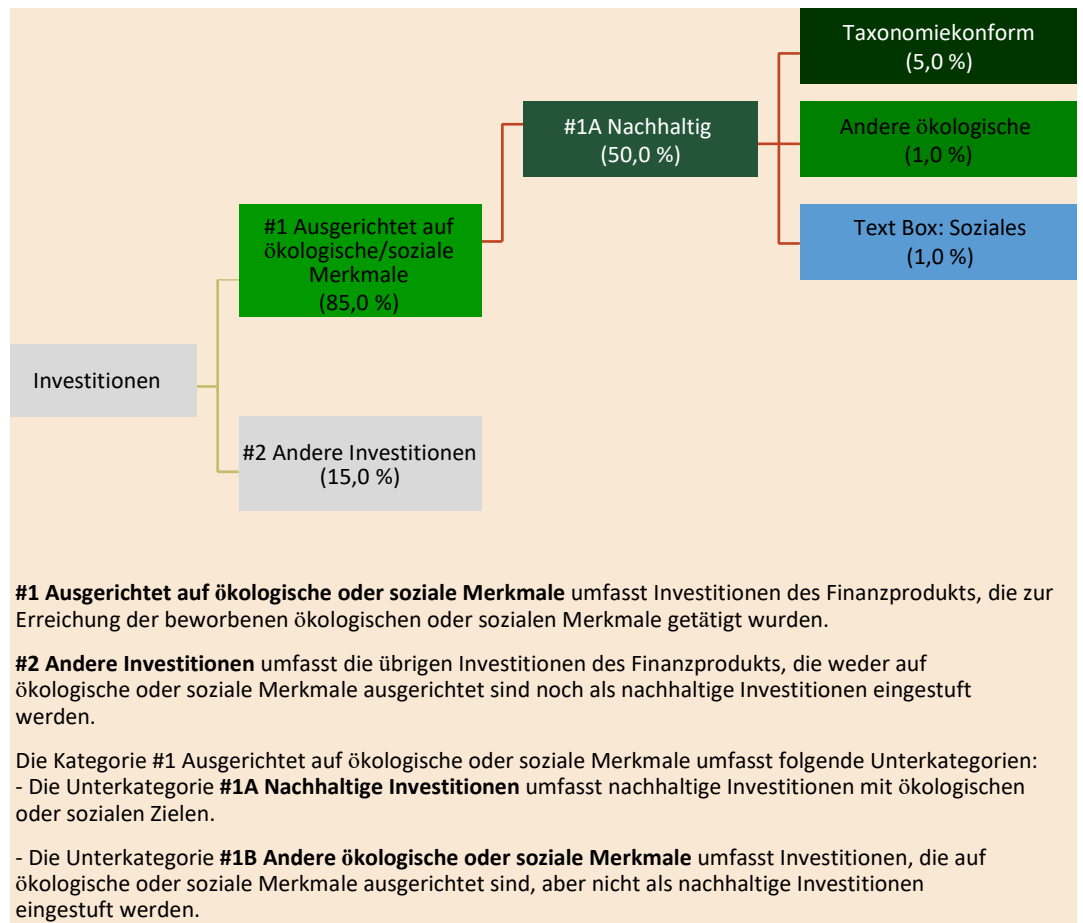 Taxonomiekonform
(5,0 %)
#1A Nachhaltig
(50,0 %)
Andere ökologische
(1,0 %)
#1 Ausgerichtet auf
ökologische/soziale
Merkmale
(85,0 %)
Text Box: Soziales
(1,0 %)
Investitionen
#2 Andere Investitionen
(15,0 %)
#1 Ausgerichtet auf ökologische oder soziale Merkmale umfasst Investitionen des Finanzprodukts, die zur
Erreichung der beworbenen ökologischen oder sozialen Merkmale getätigt wurden.
#2 Andere Investitionen umfasst die übrigen Investitionen des Finanzprodukts, die weder auf
ökologische oder soziale Merkmale ausgerichtet sind noch als nachhaltige Investitionen eingestuft
werden.
Die Kategorie #1 Ausgerichtet auf ökologische oder soziale Merkmale umfasst folgende Unterkategorien:
- Die Unterkategorie #1A Nachhaltige Investitionen umfasst nachhaltige Investitionen mit ökologischen
oder sozialen Zielen.
- Die Unterkategorie #1B Andere ökologische oder soziale Merkmale umfasst Investitionen, die auf
ökologische oder soziale Merkmale ausgerichtet sind, aber nicht als nachhaltige Investitionen
eingestuft werden.